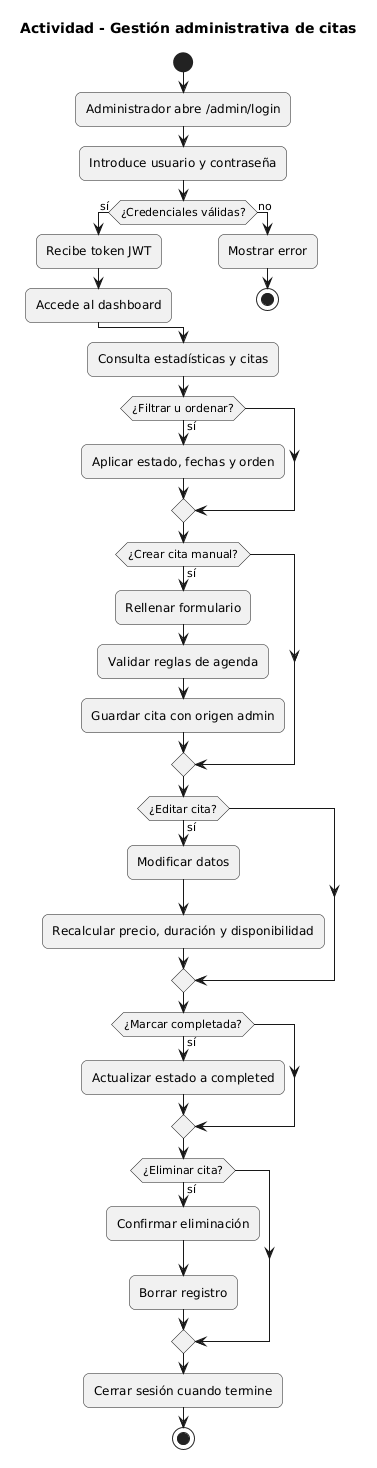 Actividad - Gestión administrativa de citas
Administrador abre /admin/login
Introduce usuario y contraseña
sí
¿Credenciales válidas?
no
Recibe token JWT
Mostrar error
Accede al dashboard
Consulta estadísticas y citas
¿Filtrar u ordenar?
sí
Aplicar estado, fechas y orden
¿Crear cita manual?
sí
Rellenar formulario
Validar reglas de agenda
Guardar cita con origen admin
¿Editar cita?
sí
Modificar datos
Recalcular precio, duración y disponibilidad
¿Marcar completada?
sí
Actualizar estado a completed
¿Eliminar cita?
sí
Confirmar eliminación
Borrar registro
Cerrar sesión cuando termine